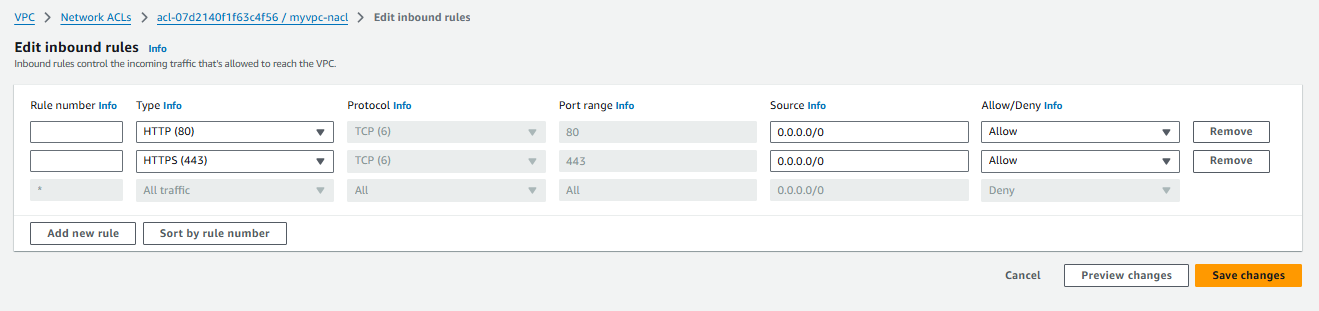 VPC > Network ACLs > acl-07d2140f1f63c4f56 / myvpc-nacl > Edit inbound rules
Edit inbound rules Info
Inbound rules control the incoming traffic that's allowed to reach the VPC.
Rule number Info Type Info Protocol Info Port range Info Source Info Allow/Deny Info
HTTP (80) TCP (6) 80 0.0.0.0/0 Allow Remove
HTTPS (443) TCP (6) 443 0.0.0.0/0 Allow Remove
* All traffic All All 0.0.0.0/0 Deny
Add new rule Sort by rule number
Cancel Preview changes Save changes